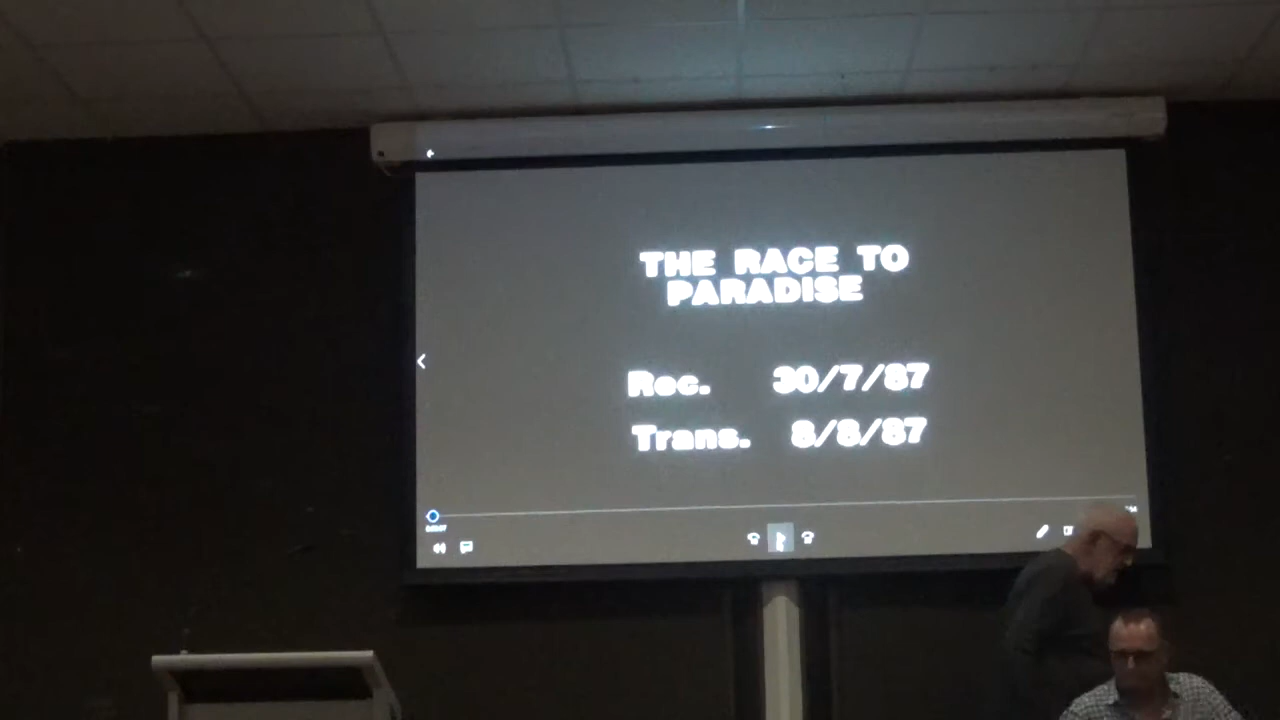 THE RACE TO
PARADISE
Rec. 30/7/87
Trans. 8/8/87